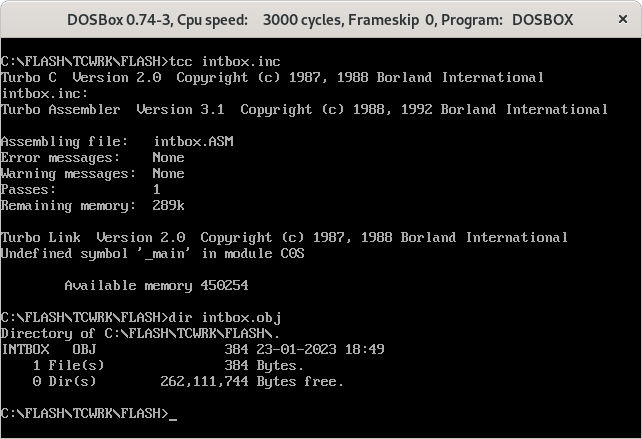 DOSBox 0.74-3, Cpu speed:    3000 cycles, Frameskip  0, Program:   DOSBOX
C:\FLASH\TCWRK\FLASH>tcc intbox.inc
Turbo C  Version 2.0  Copyright (c) 1987, 1988 Borland International
intbox.inc:
Turbo Assembler  Version 3.1  Copyright (c) 1988, 1992 Borland International
Assembling file:   intbox.ASM
Error messages:    None
Warning messages:  None
Passes:            1
Remaining memory:  289k
Turbo Link  Version 2.0  Copyright (c) 1987, 1988 Borland International
Undefined symbol '_main' in module C0S
        Available memory 450254
C:\FLASH\TCWRK\FLASH>dir intbox.obj
Directory of C:\FLASH\TCWRK\FLASH\.
INTBOX   OBJ                384 23-01-2023 18:49
    1 File(s)               384 Bytes.
    0 Dir(s)        262,111,744 Bytes free.
C:\FLASH\TCWRK\FLASH>_